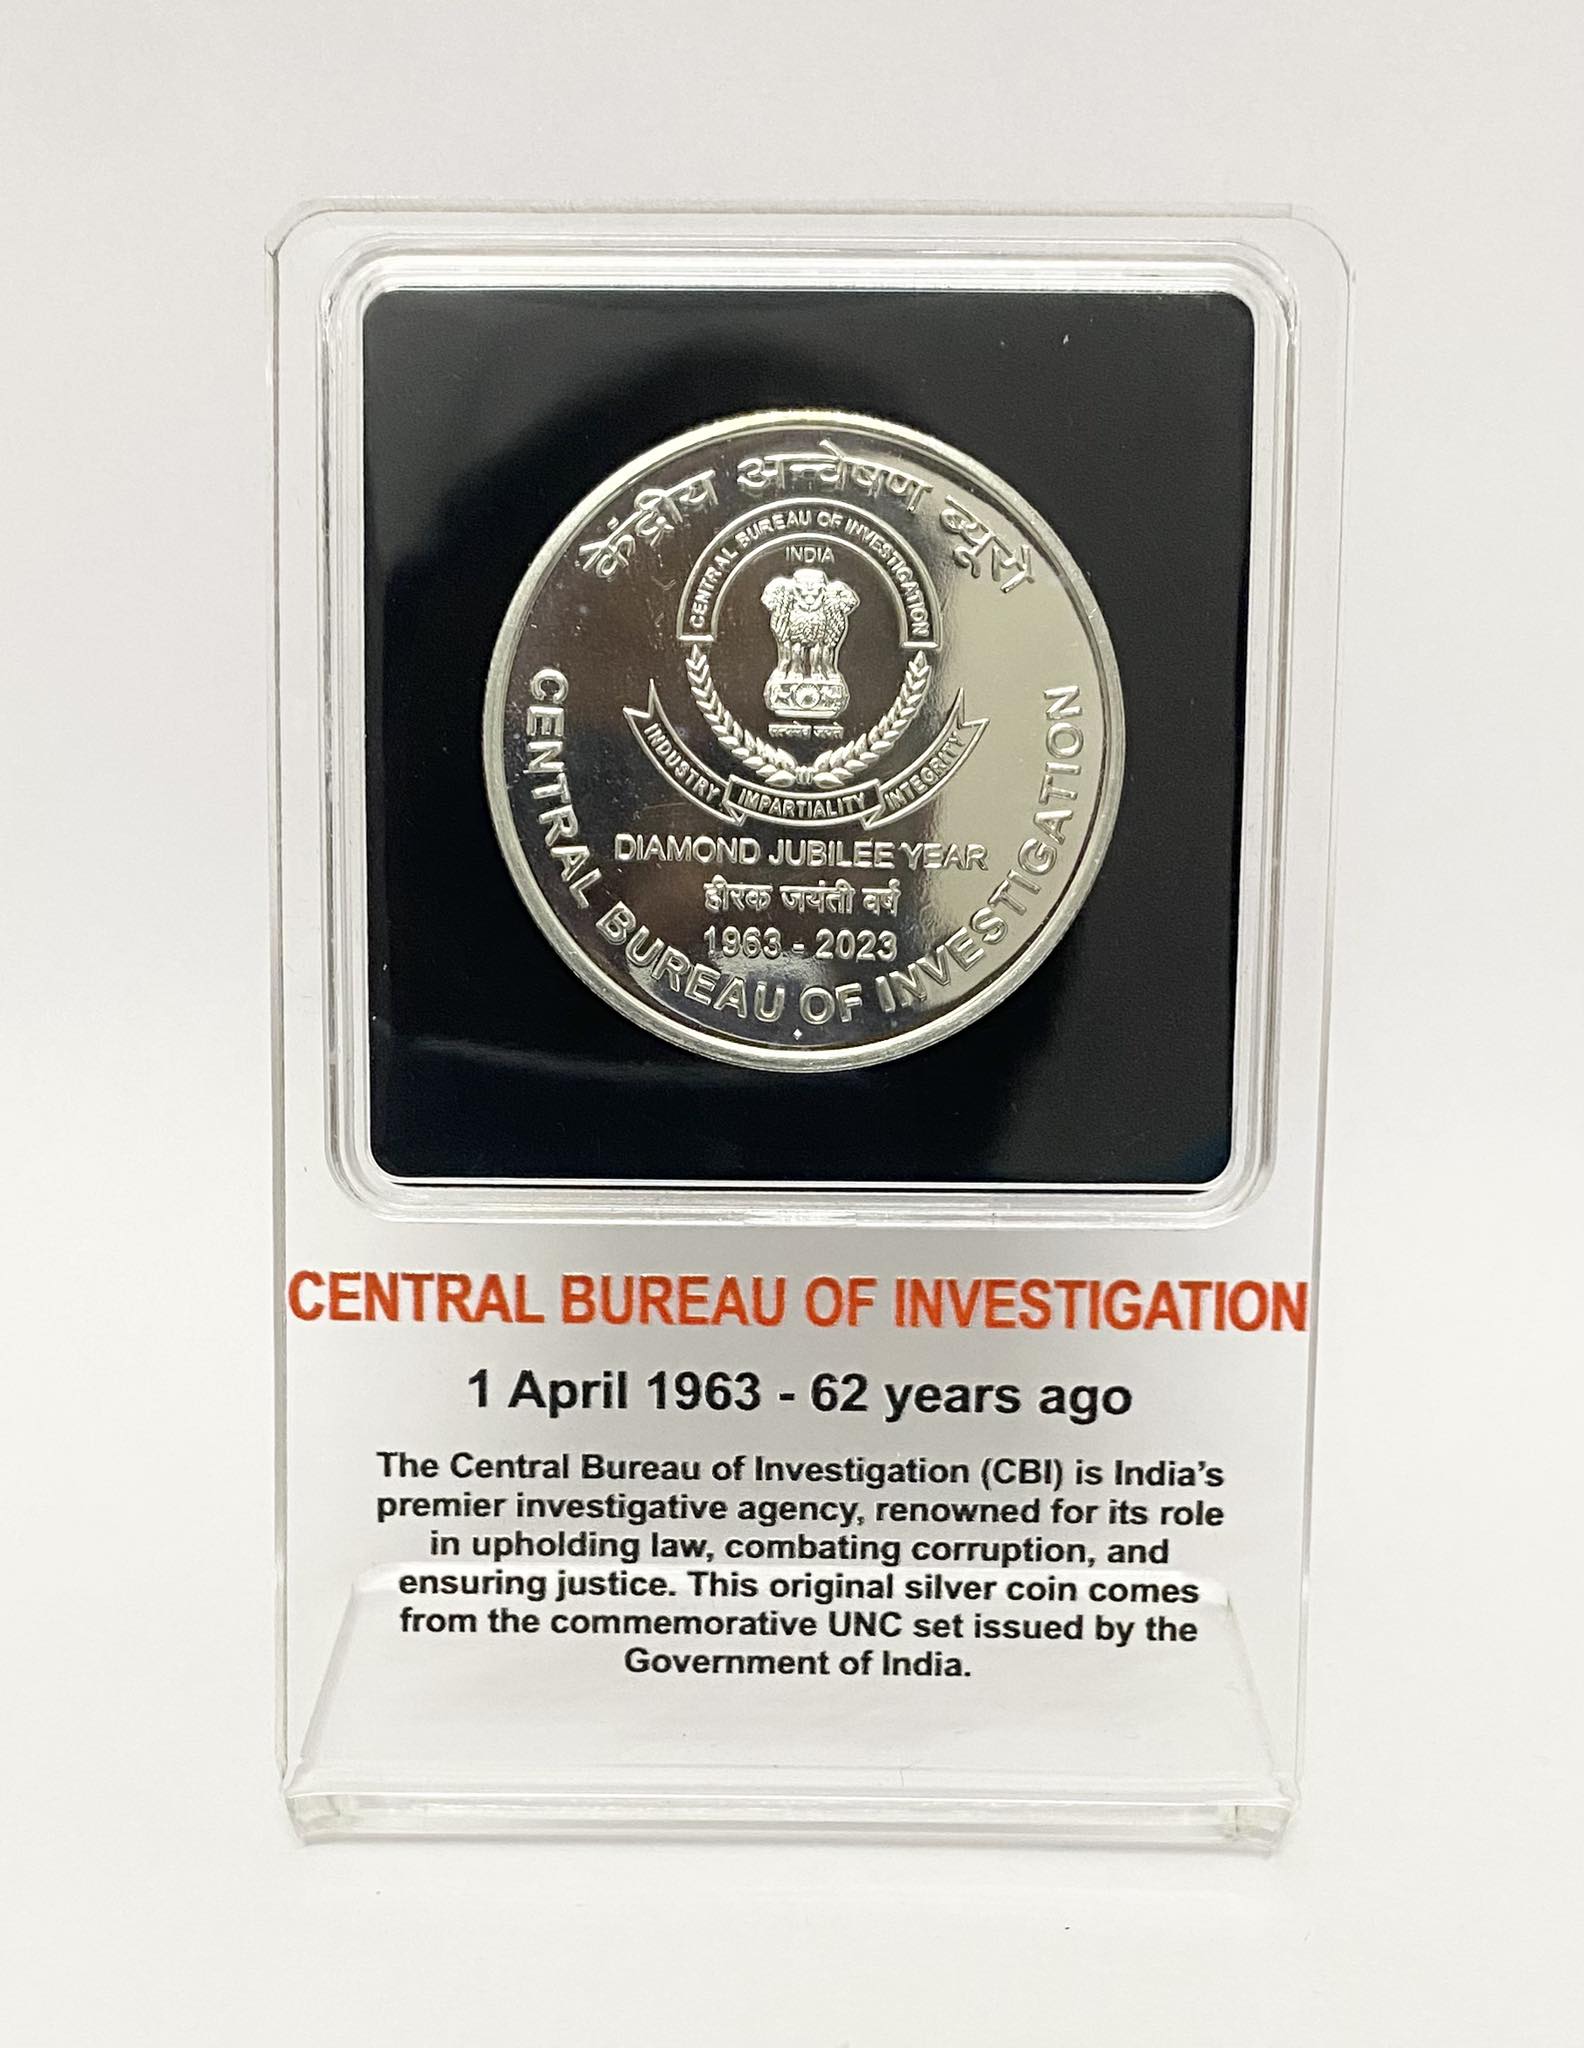 केंद्रीय अन्वेषण ब्यूरो
CENTRAL BUREAU OF INVESTIGATION
INDIA
सत्यमेव जयते
INDUSTRY IMPARTIALITY INTEGRITY
DIAMOND JUBILEE YEAR
हीरक जयंती वर्ष
1963 - 2023
CENTRAL BUREAU OF INVESTIGATION
CENTRAL BUREAU OF INVESTIGATION
1 April 1963 - 62 years ago
The Central Bureau of Investigation (CBI) is India's
premier investigative agency, renowned for its role
in upholding law, combating corruption, and
ensuring justice. This original silver coin comes
from the commemorative UNC set issued by the
Government of India.